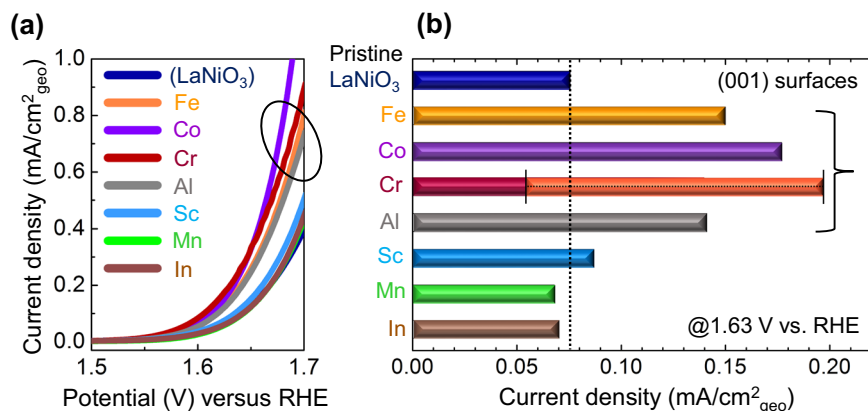 (a)
Current density (mA/cm²geo)
1.0
0.8
0.6
0.4
0.2
0.0
(LaNiO₃)
Fe
Co
Cr
Al
Sc
Mn
In
1.5 1.6 1.7
Potential (V) versus RHE
(b)
Pristine
LaNiO₃
(001) surfaces
Fe
Co
Cr
Al
Sc
Mn
In
@1.63 V vs. RHE
0.00 0.05 0.10 0.15 0.20
Current density (mA/cm²geo)